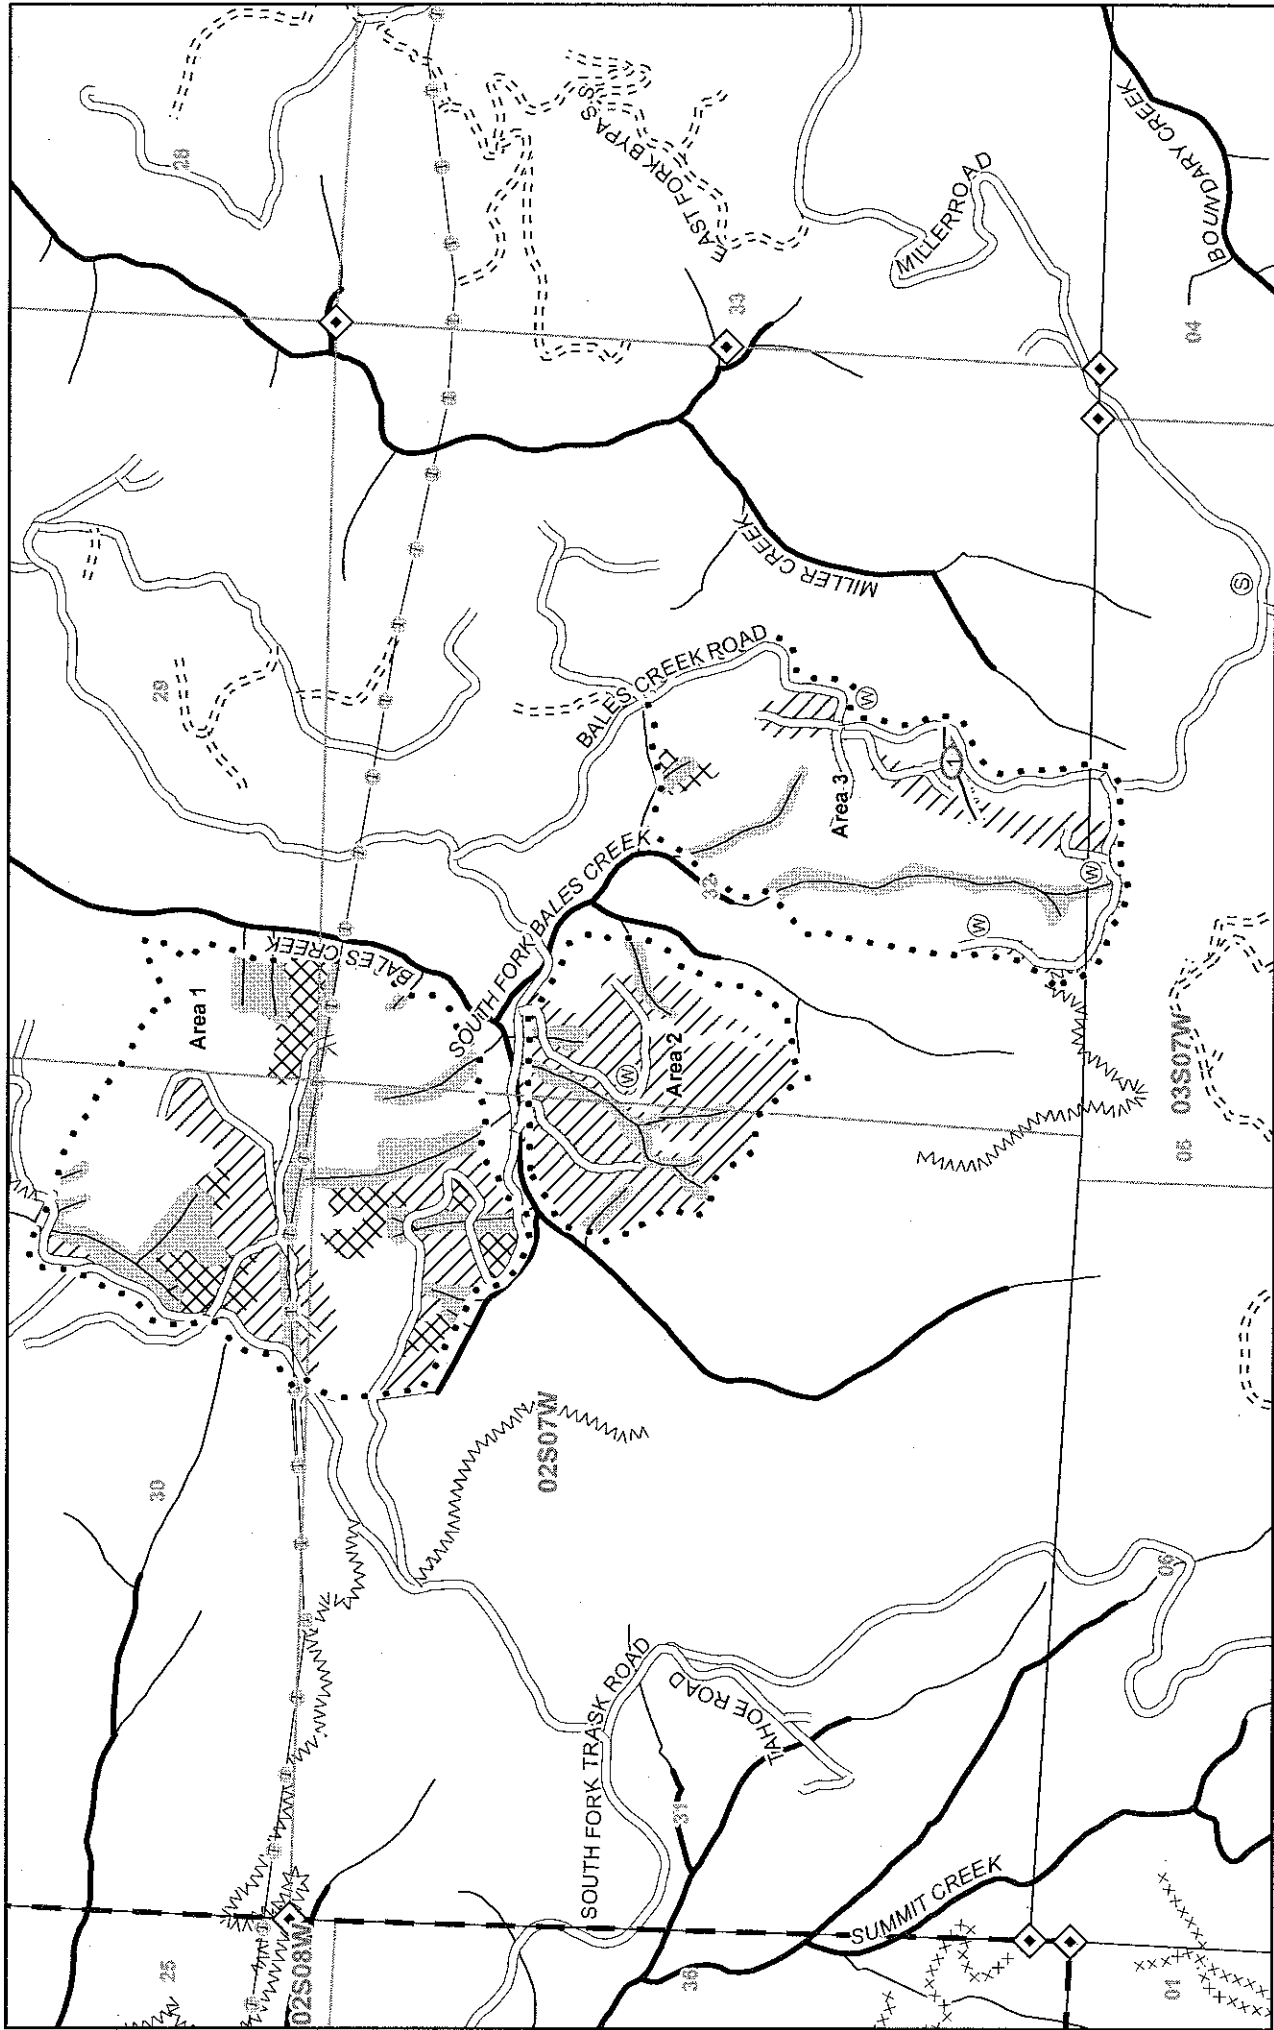 28
EAST FORK BYPASS
MILLERROAD
BOUNDARY CREEK
33
04
MILLER CREEK
29
BALES CREEK ROAD
S
W
Area 3
1
32
W
W
BALES CREEK
SOUTH FORK BALES CREEK
Area 1
Area 2
W
03S07W
05
02S07W
30
06
SOUTH FORK TRASK ROAD
TAHOE ROAD
31
SUMMIT CREEK
02S08W
25
36
01